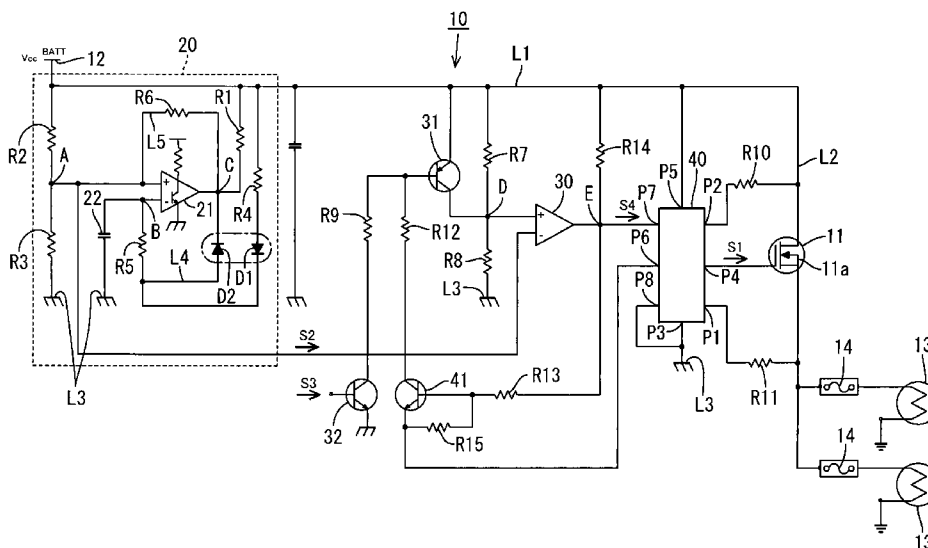 10
Vcc BATT
12
20
L1
R6
R1
R2
A
L5
C
31
R7
R14
40
R10
L2
P5
P2
22
21
B
R4
R9
D
30
E
S4
P7
R3
R5
R12
P6
S1
11
R8
P4
11a
L4
D2
D1
L3
P8
P3
P1
S2
L3
S3
41
R13
L3
R11
14
13
32
R15
14
13